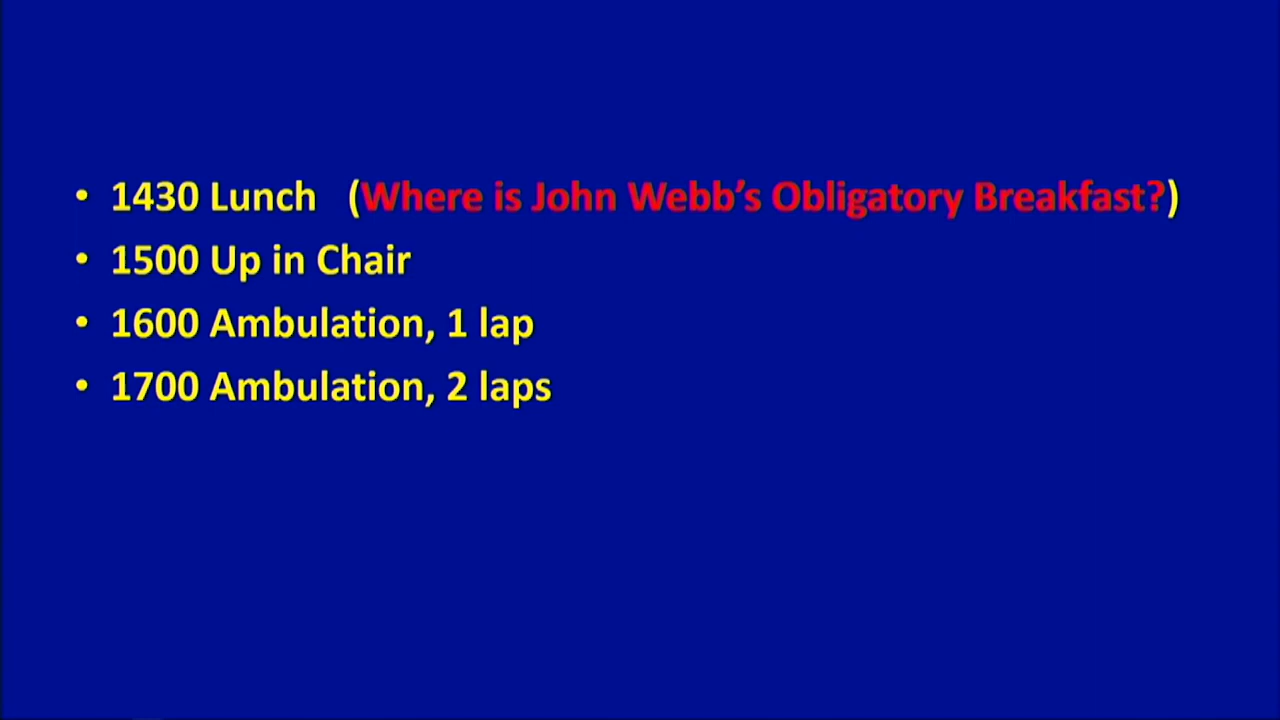 • 1430 Lunch (Where is John Webb’s Obligatory Breakfast?)
• 1500 Up in Chair
• 1600 Ambulation, 1 lap
• 1700 Ambulation, 2 laps